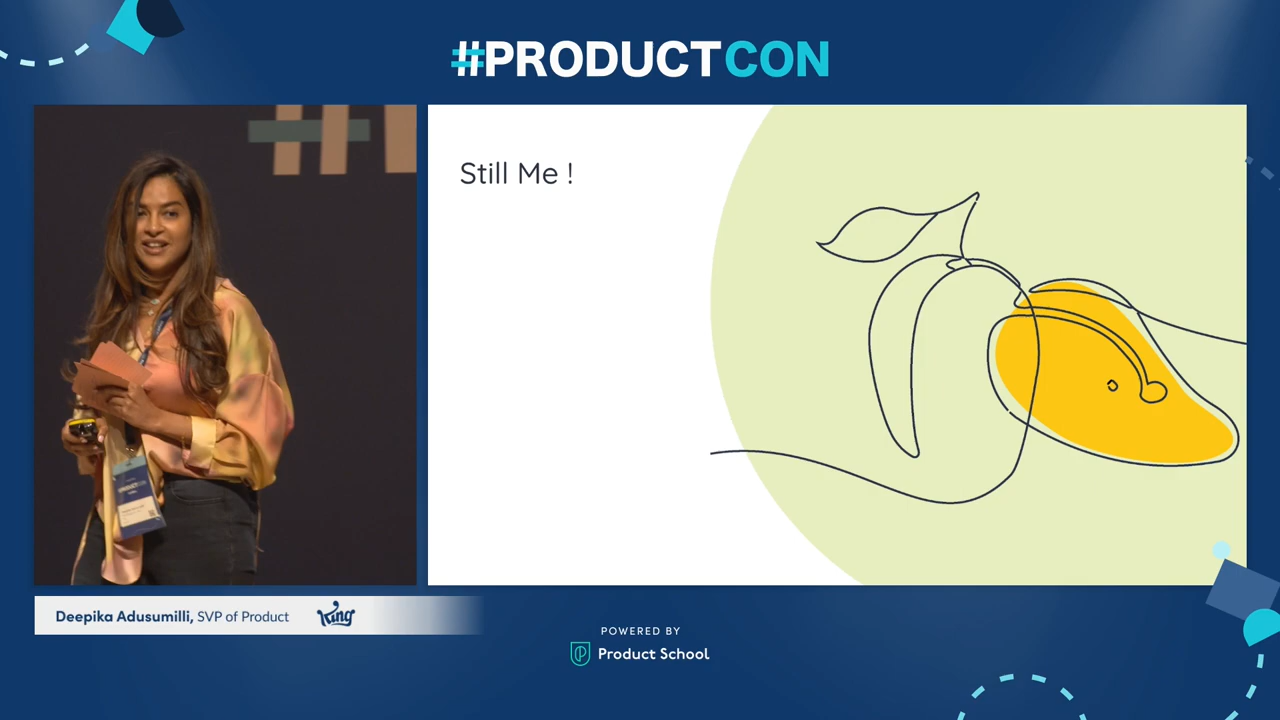 #PRODUCTCON
Still Me !
Deepika Adusumilli, SVP of Product
King
POWERED BY
Product School